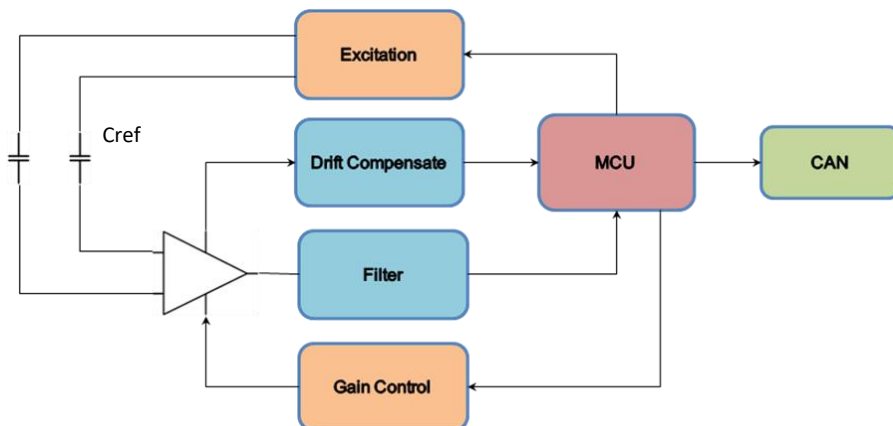 Excitation
Cref
Drift Compensate
MCU
CAN
Filter
Gain Control